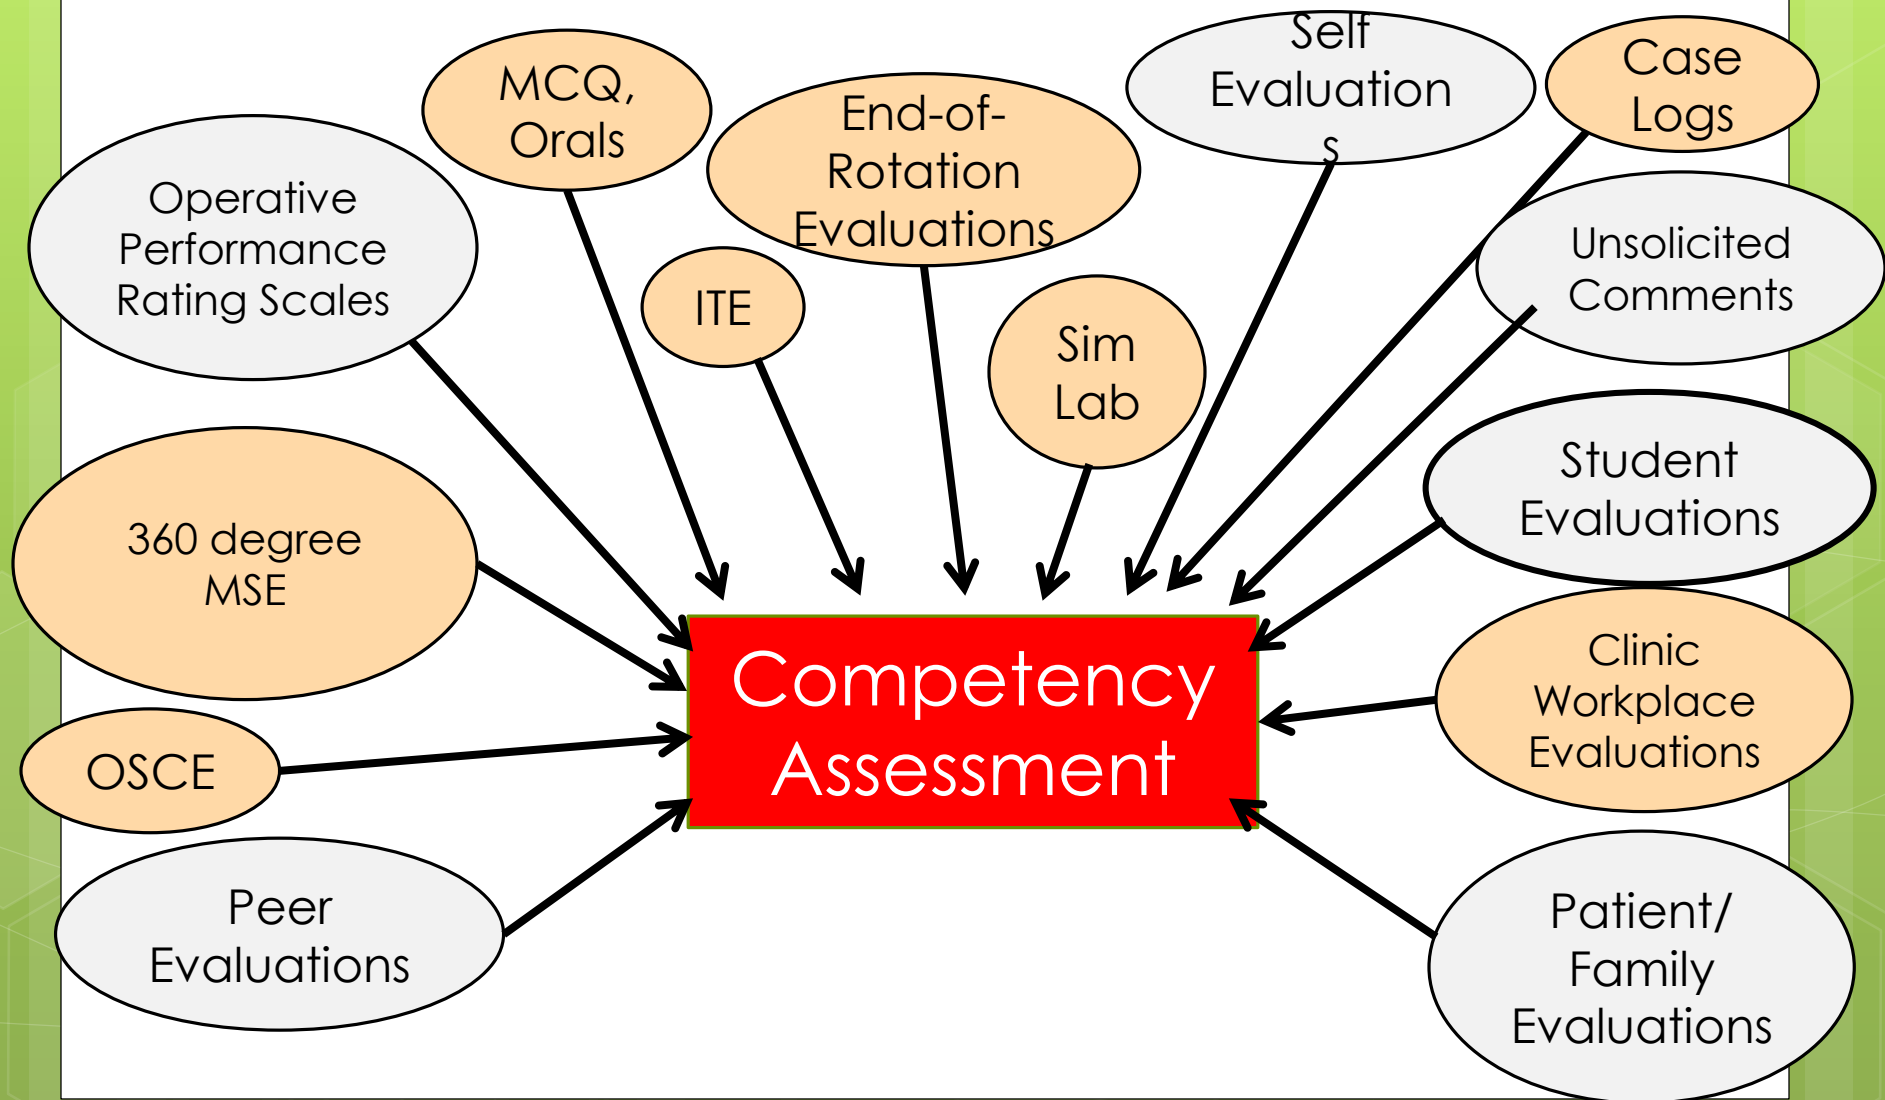 Self
Evaluation
s
Case
Logs
MCQ,
Orals
End-of-
Rotation
Evaluations
Operative
Performance
Rating Scales
ITE
Sim
Lab
Unsolicited
Comments
Student
Evaluations
360 degree
MSE
Clinic
Workplace
Evaluations
Competency
Assessment
OSCE
Peer
Evaluations
Patient/
Family
Evaluations